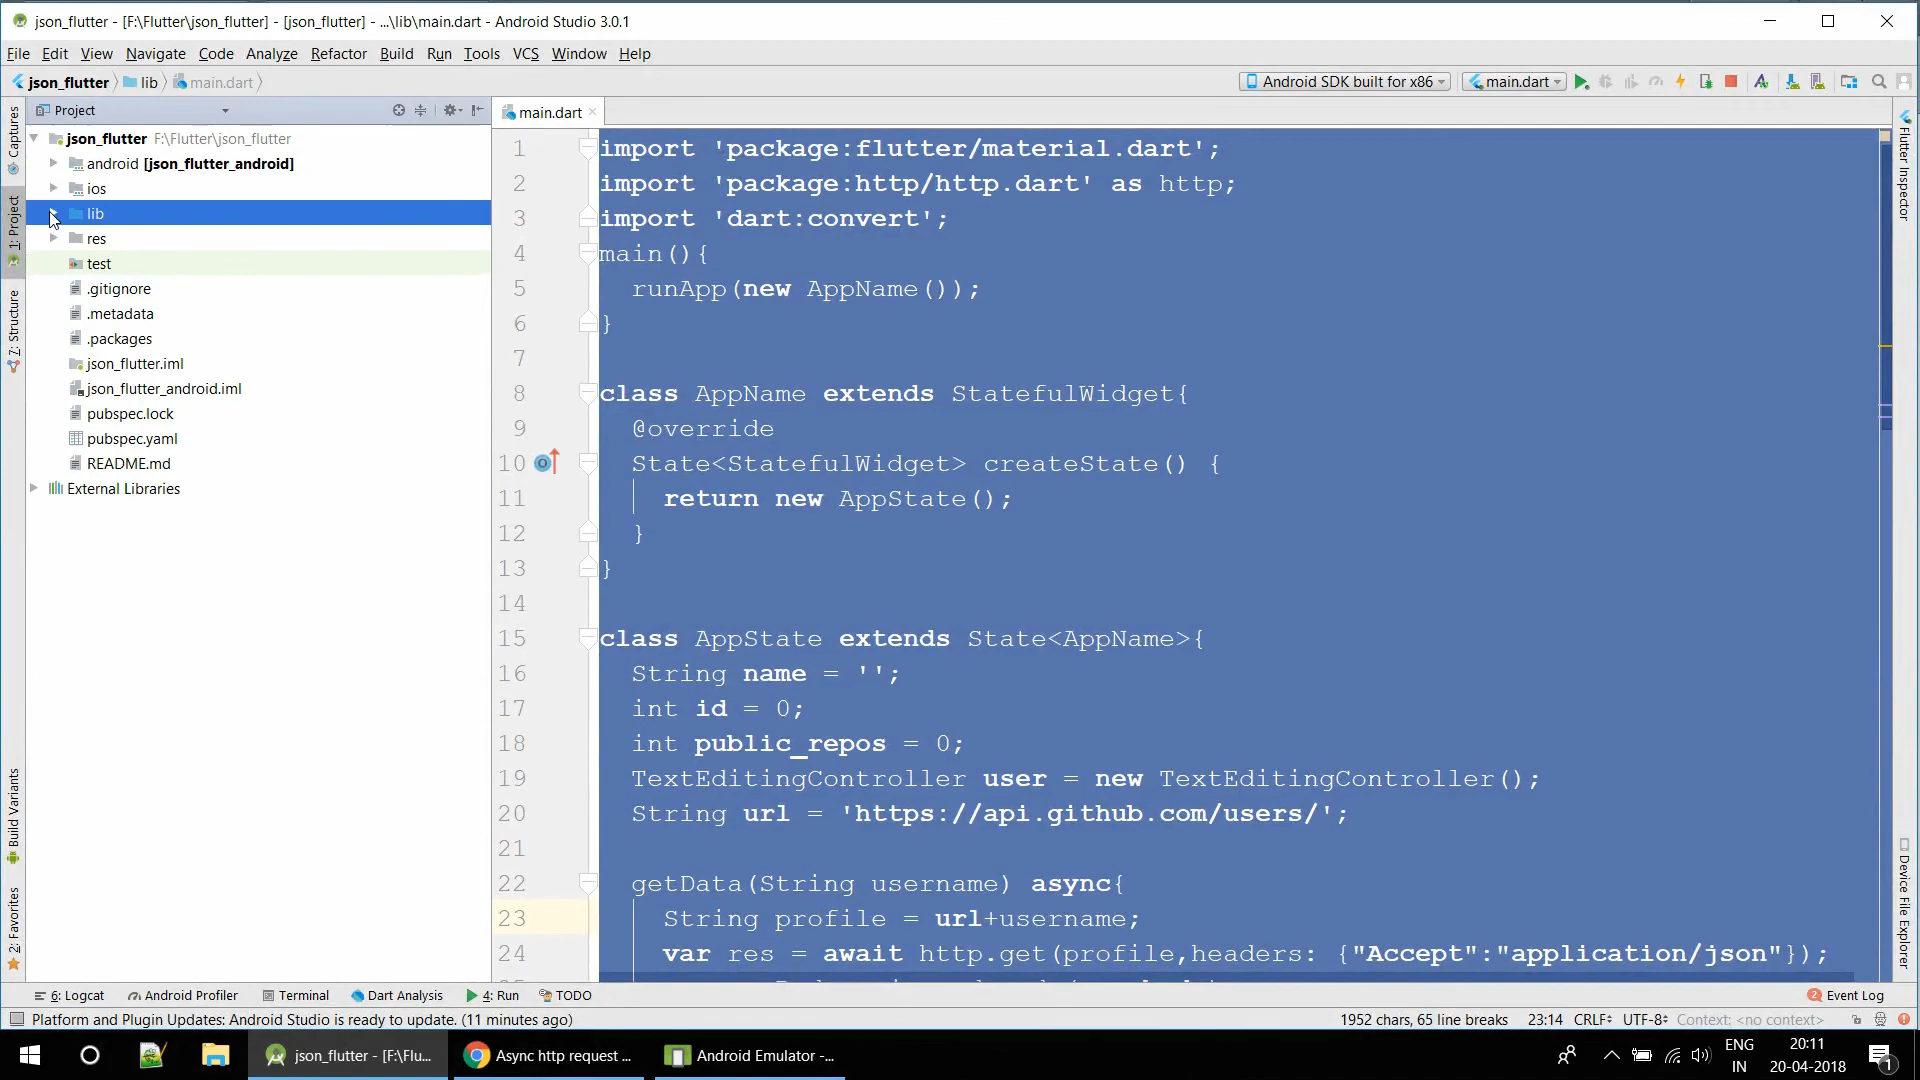 json_flutter - [F:\Flutter\json_flutter] - [json_flutter] - ...\lib\main.dart - Android Studio 3.0.1
File Edit View Navigate Code Analyze Refactor Build Run Tools VCS Window Help
json_flutter lib main.dart
Android SDK built for x86 main.dart
Project
main.dart
Captures
1: Project
7: Structure
Build Variants
2: Favorites
json_flutter F:\Flutter\json_flutter
android [json_flutter_android]
ios
lib
res
test
.gitignore
.metadata
.packages
json_flutter.iml
json_flutter_android.iml
pubspec.lock
pubspec.yaml
README.md
External Libraries
1 import 'package:flutter/material.dart';
2 import 'package:http/http.dart' as http;
3 import 'dart:convert';
4 main(){
5 runApp(new AppName());
6 }
7
8 class AppName extends StatefulWidget{
9 @override
10 State<StatefulWidget> createState() {
11 return new AppState();
12 }
13 }
14
15 class AppState extends State<AppName>{
16 String name = '';
17 int id = 0;
18 int public_repos = 0;
19 TextEditingController user = new TextEditingController();
20 String url = 'https://api.github.com/users/';
21
22 getData(String username) async{
23 String profile = url+username;
24 var res = await http.get(profile,headers: {"Accept":"application/json"});
Flutter Inspector
Device File Explorer
6: Logcat Android Profiler Terminal Dart Analysis 4: Run TODO 2 Event Log
Platform and Plugin Updates: Android Studio is ready to update. (11 minutes ago) 1952 chars, 65 line breaks 23:14 CRLF UTF-8 Context: <no context>
json_flutter - [F:\Flu... Async http request ... Android Emulator -...
ENG
IN
20:11
20-04-2018
1